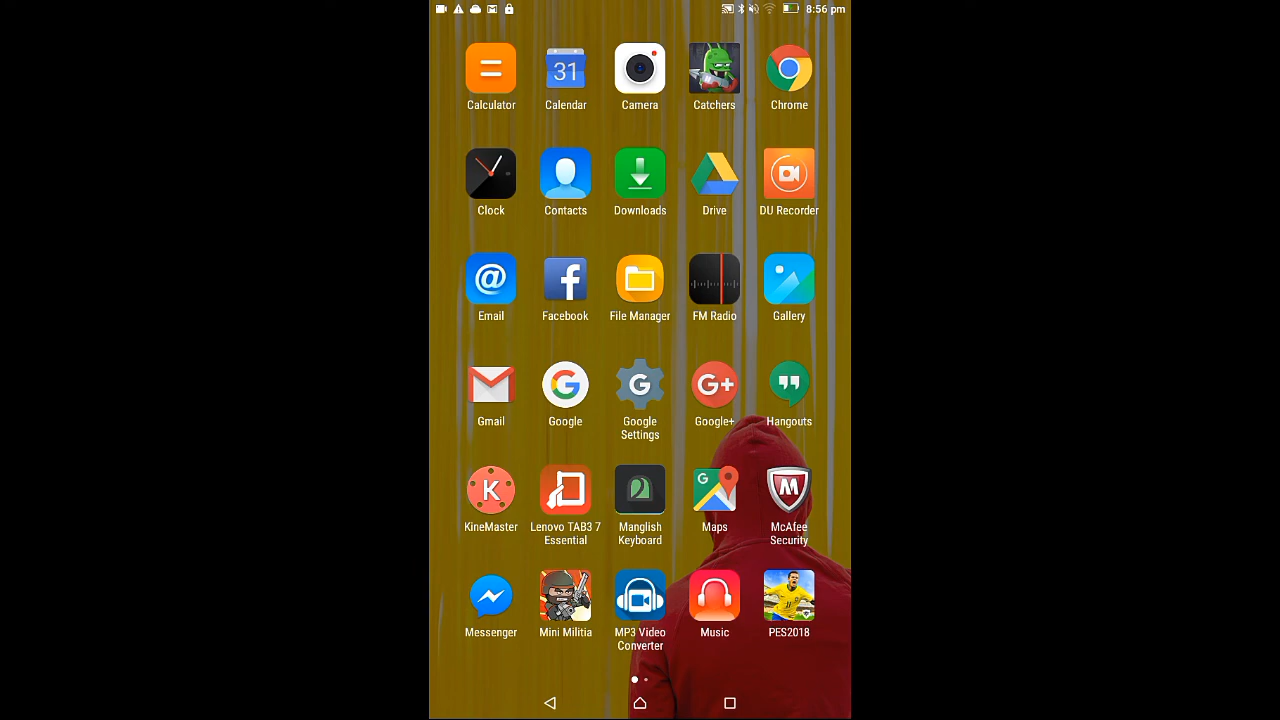 8:56 pm
31
Calculator Calendar Camera Catchers Chrome
Clock Contacts Downloads Drive DU Recorder
@ f
Email Facebook File Manager FM Radio Gallery
G G G+
Gmail Google Google Settings Google+ Hangouts
K G M
KineMaster Lenovo TAB3 7 Essential Manglish Keyboard Maps McAfee Security
Messenger Mini Militia MP3 Video Converter Music PES2018